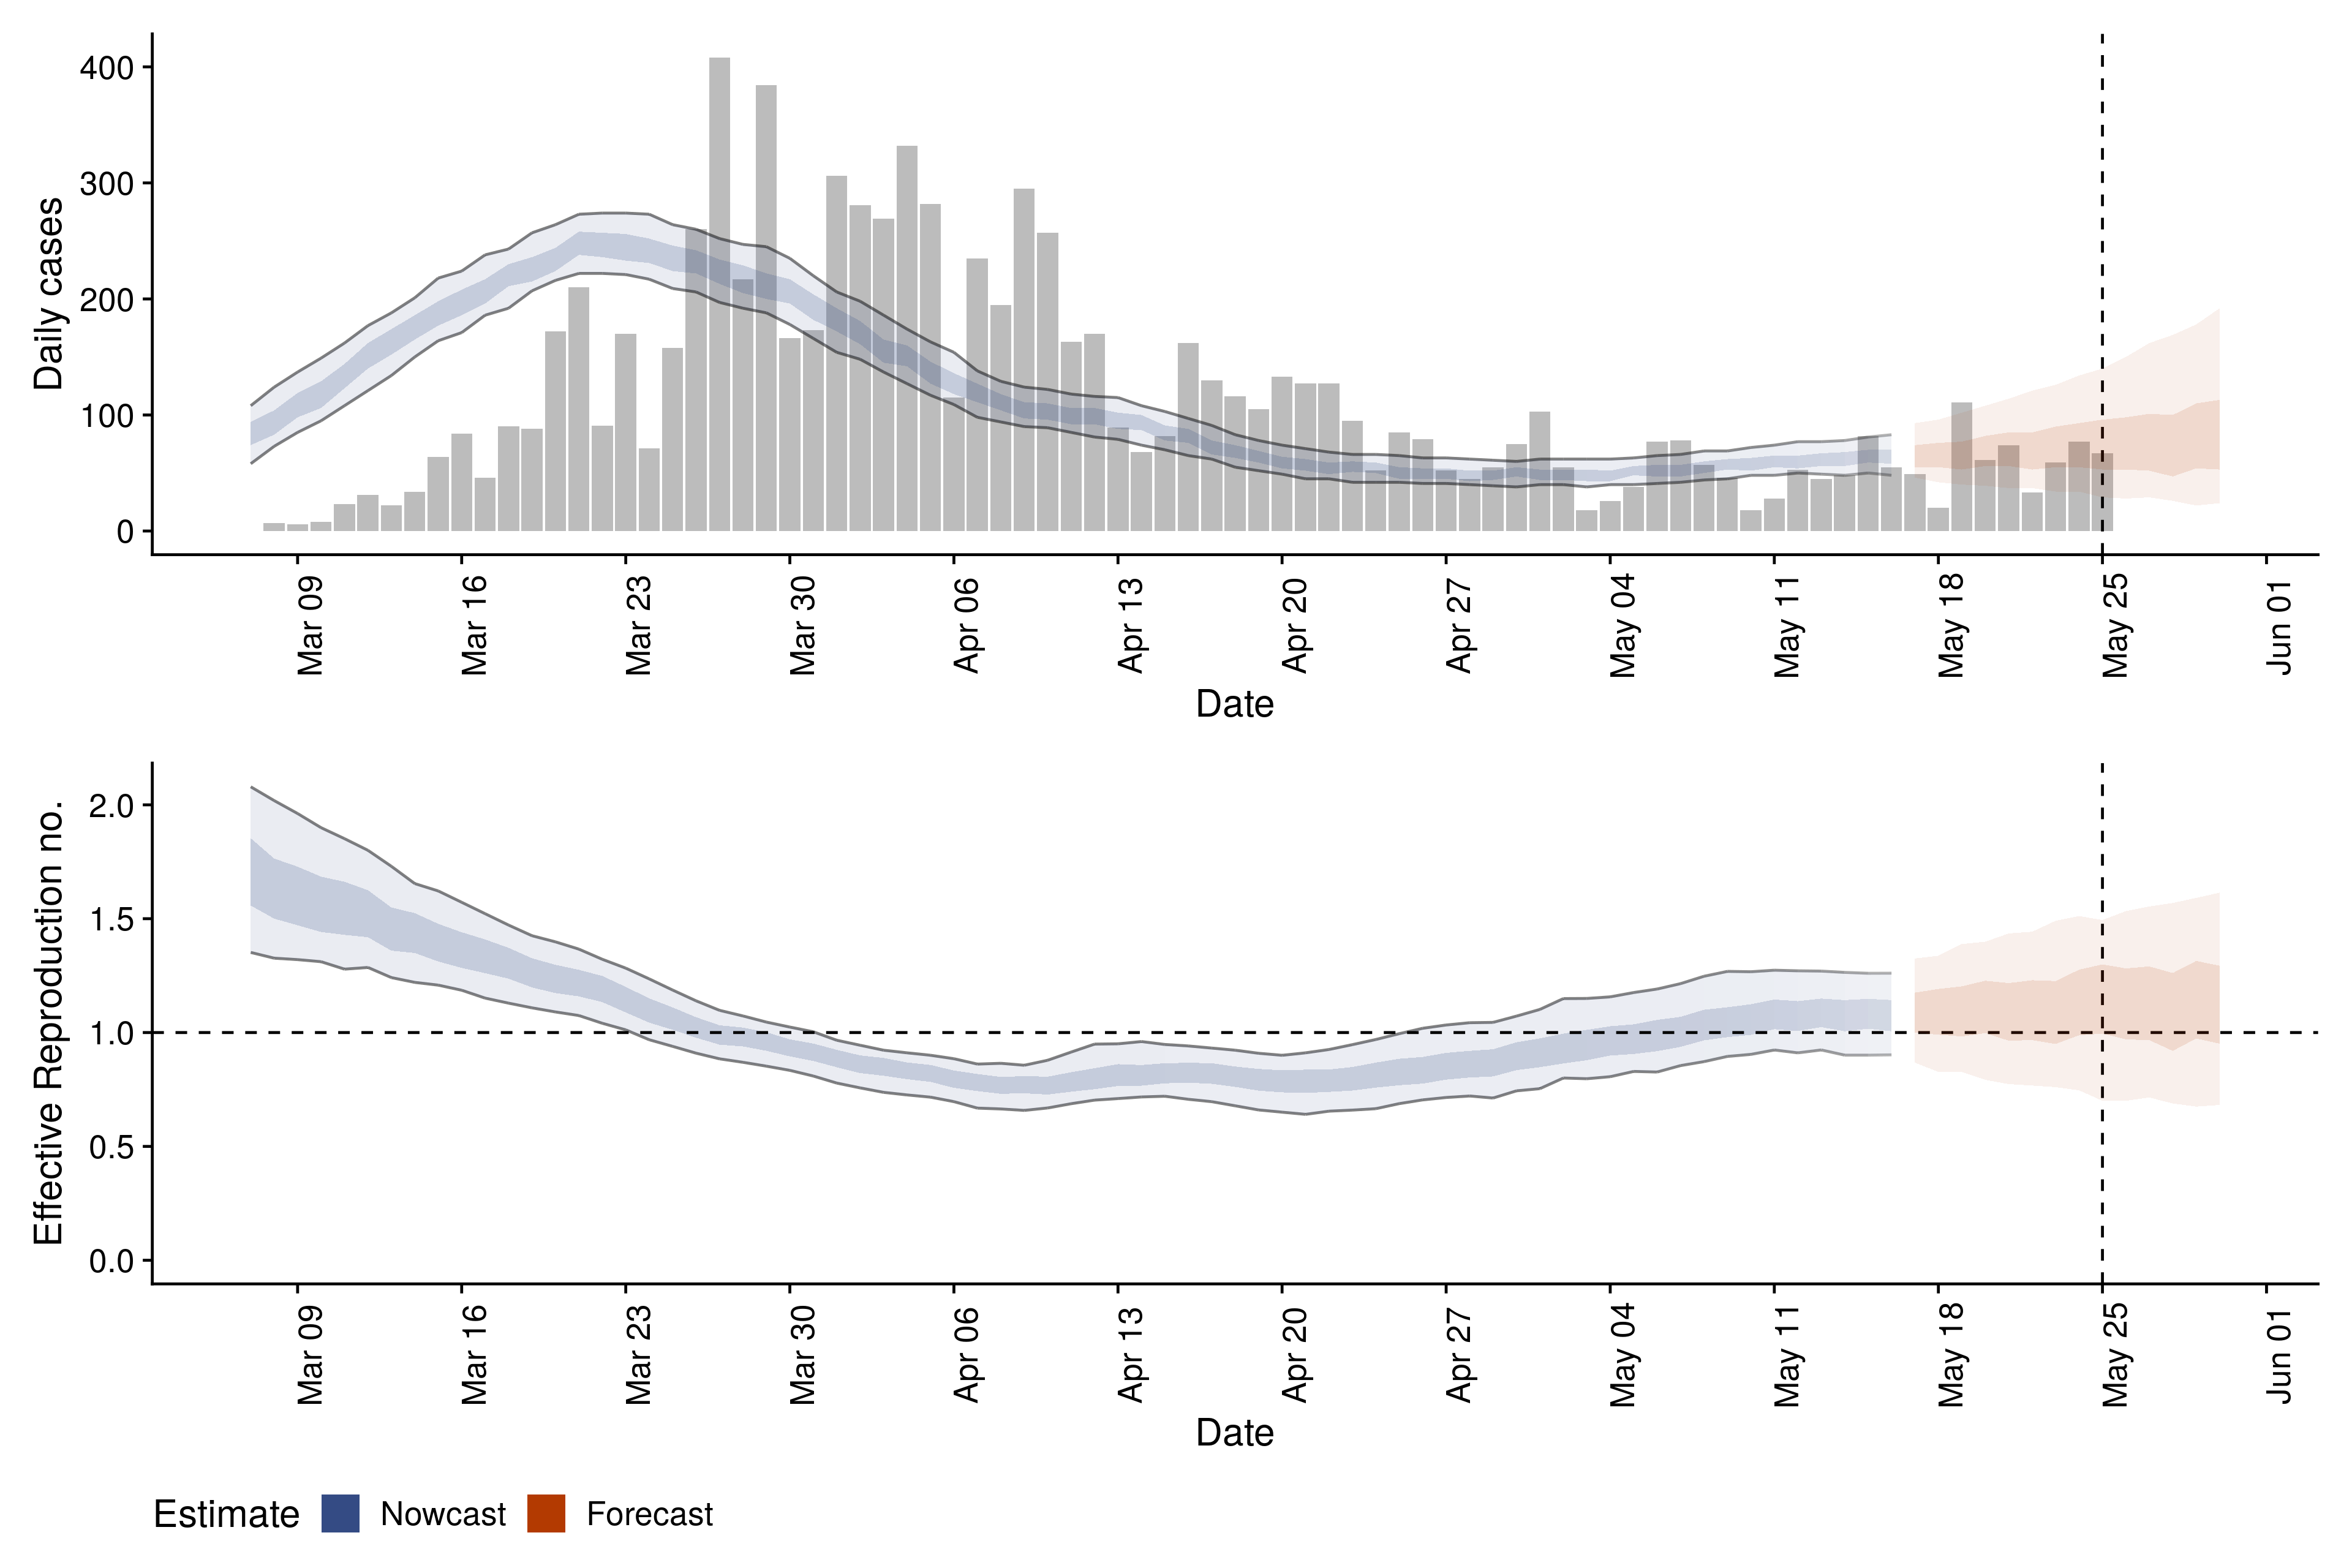 Daily cases
400
300
200
100
0
Mar 09
Mar 16
Mar 23
Mar 30
Apr 06
Apr 13
Apr 20
Apr 27
May 04
May 11
May 18
May 25
Jun 01
Date
Effective Reproduction no.
2.0
1.5
1.0
0.5
0.0
Mar 09
Mar 16
Mar 23
Mar 30
Apr 06
Apr 13
Apr 20
Apr 27
May 04
May 11
May 18
May 25
Jun 01
Date
Estimate Nowcast Forecast